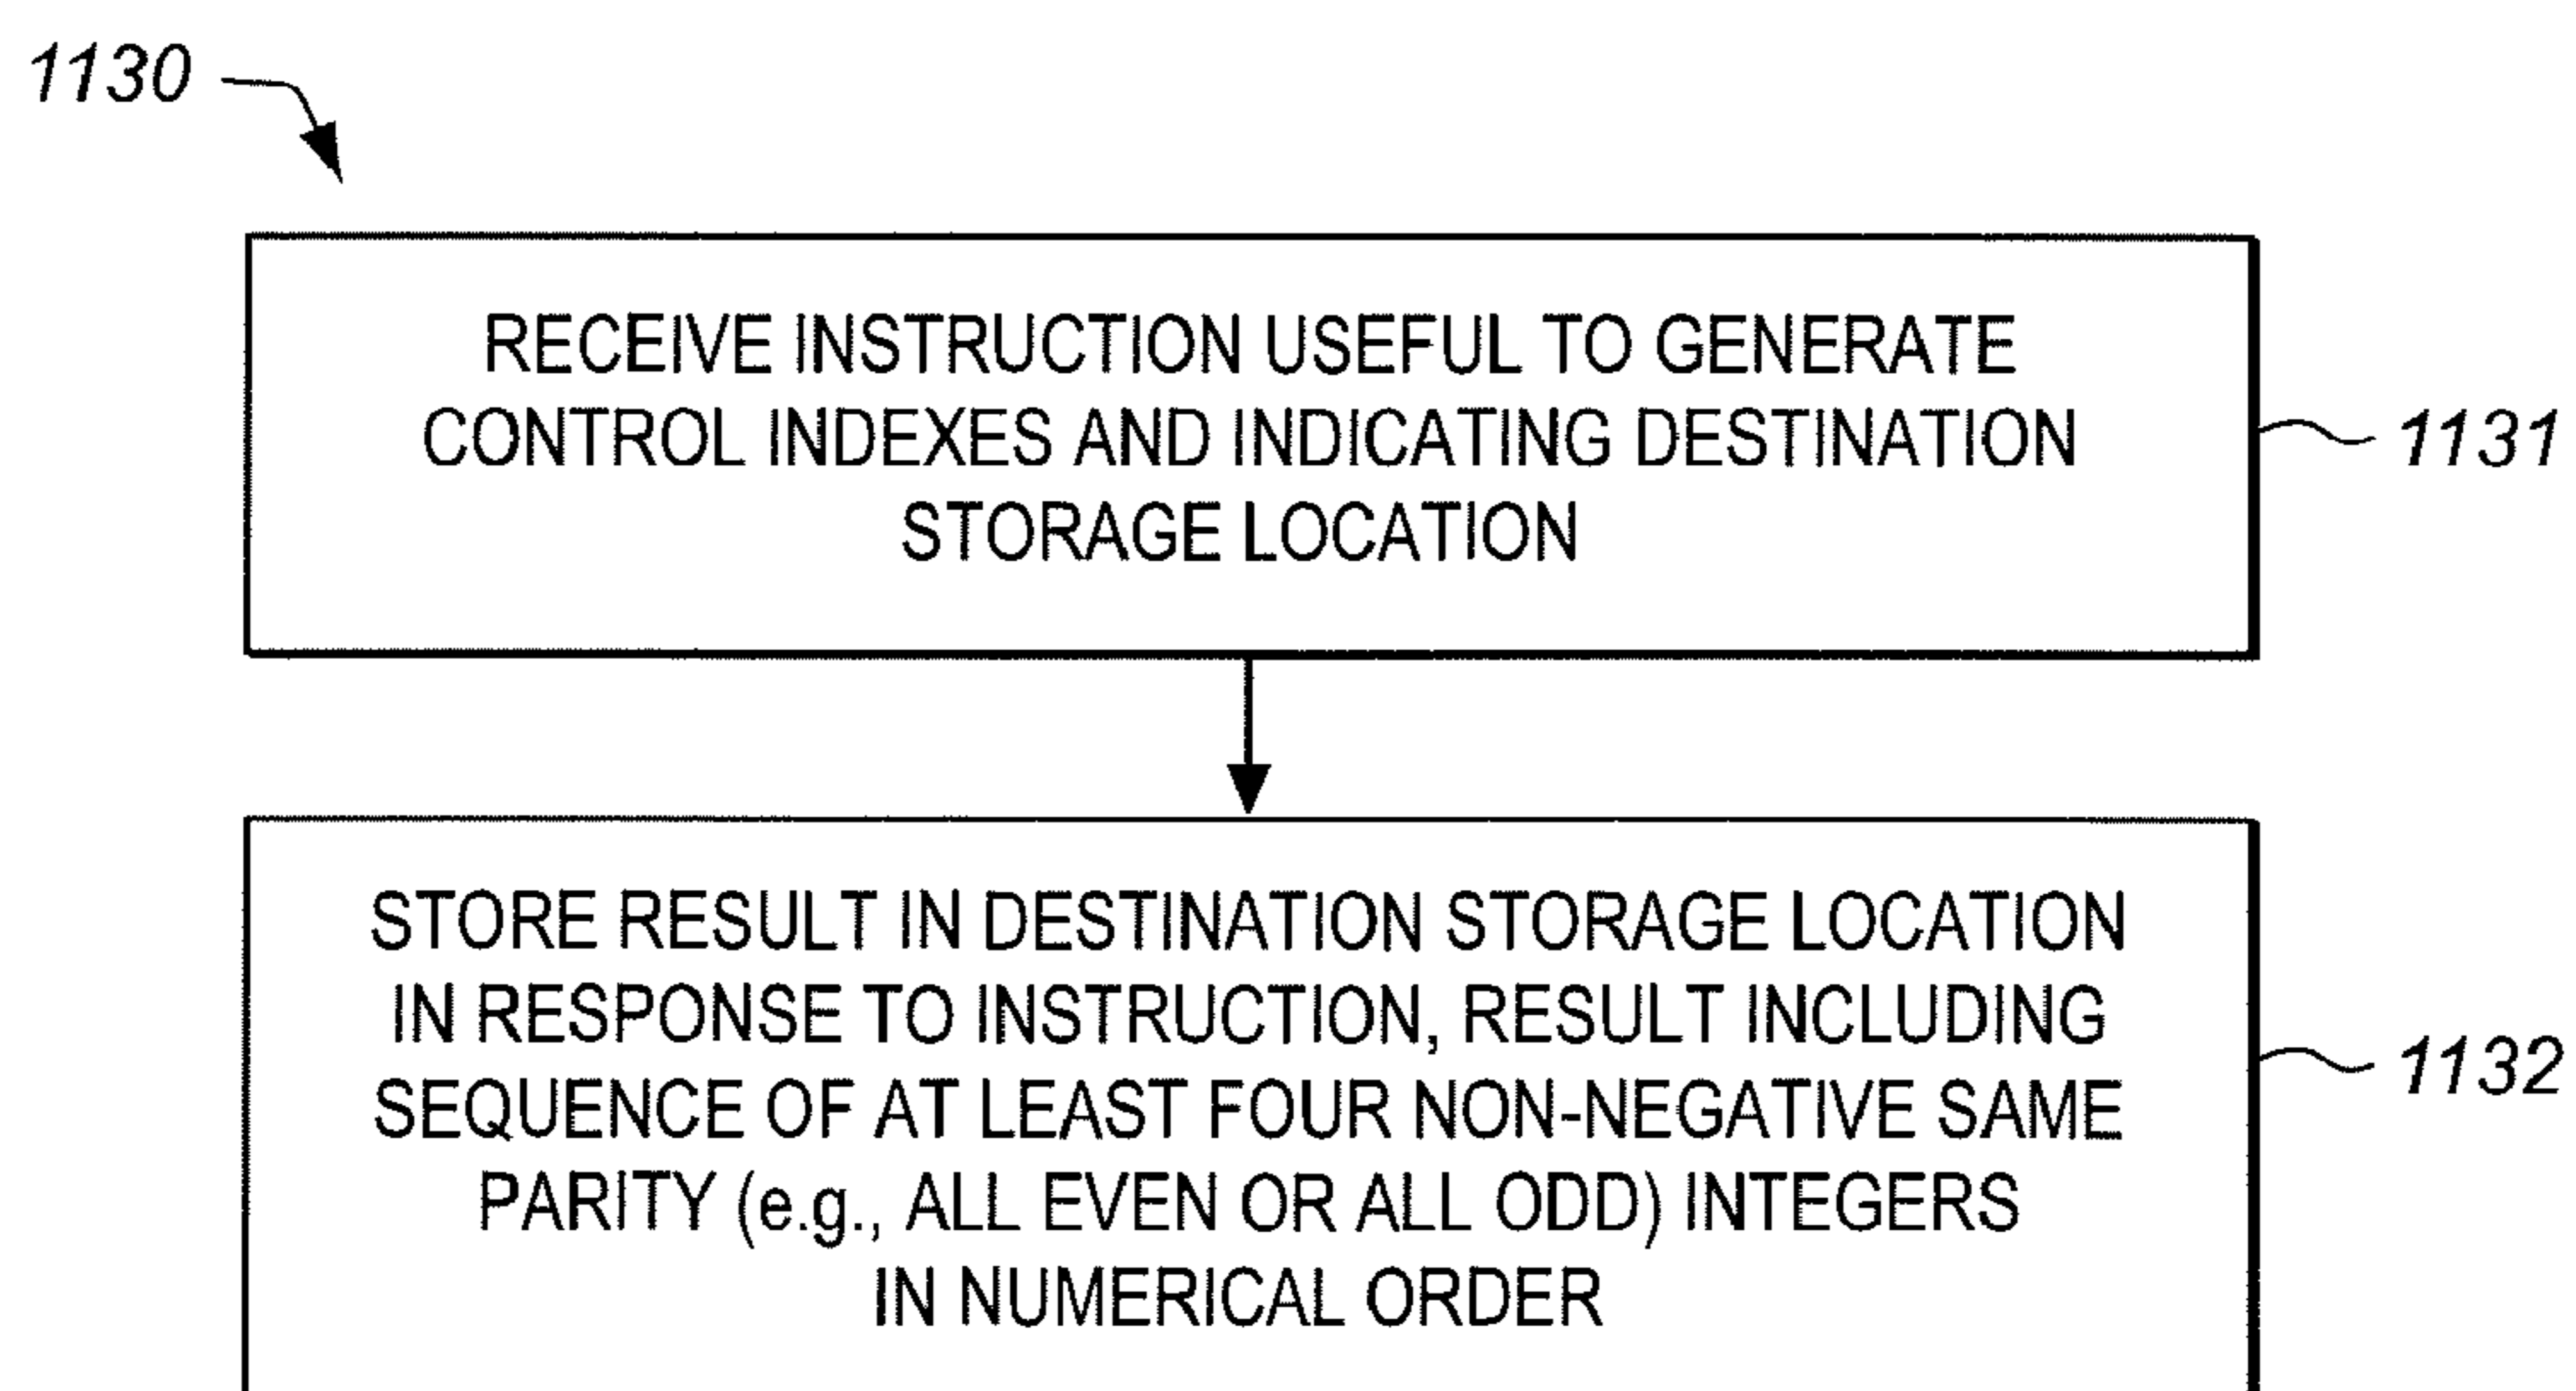 1130
RECEIVE INSTRUCTION USEFUL TO GENERATE
CONTROL INDEXES AND INDICATING DESTINATION
STORAGE LOCATION
1131
STORE RESULT IN DESTINATION STORAGE LOCATION
IN RESPONSE TO INSTRUCTION, RESULT INCLUDING
SEQUENCE OF AT LEAST FOUR NON-NEGATIVE SAME
PARITY (e.g., ALL EVEN OR ALL ODD) INTEGERS
IN NUMERICAL ORDER
1132